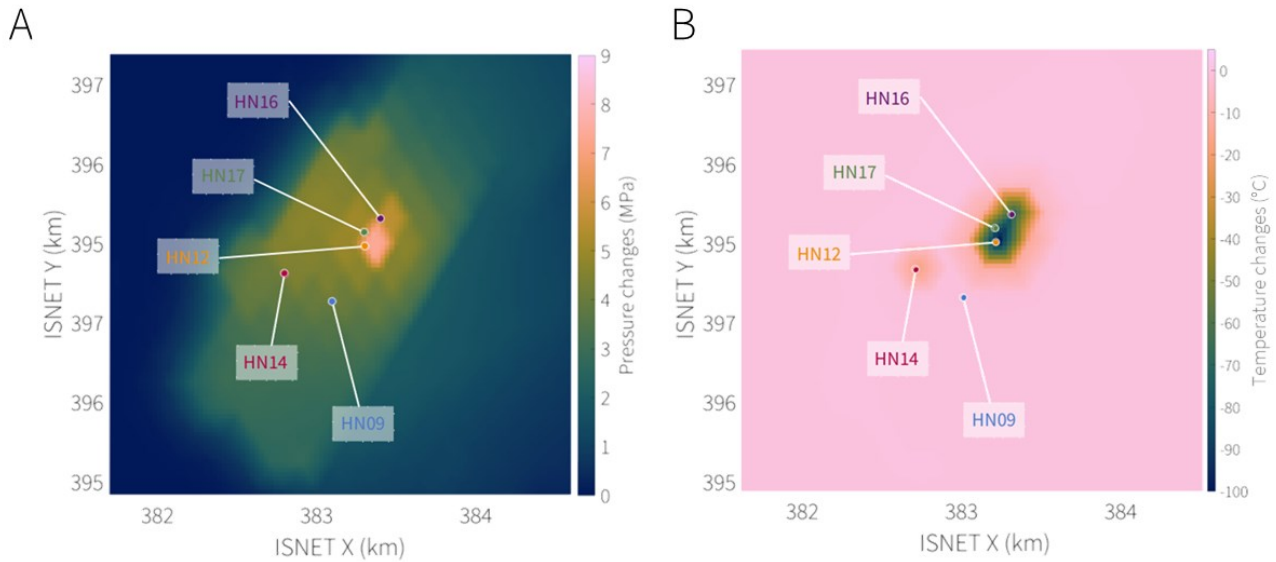 A
397
396
395
397
396
395
ISNET Y (km)
382
383
384
ISNET X (km)
HN16
HN17
HN12
HN14
HN09
9
8
7
6
5
4
3
2
1
0
Pressure changes (MPa)
B
397
396
395
397
396
395
ISNET Y (km)
382
383
384
ISNET X (km)
HN16
HN17
HN12
HN14
HN09
0
-10
-20
-30
-40
-50
-60
-70
-80
-90
-100
Temperature changes (°C)